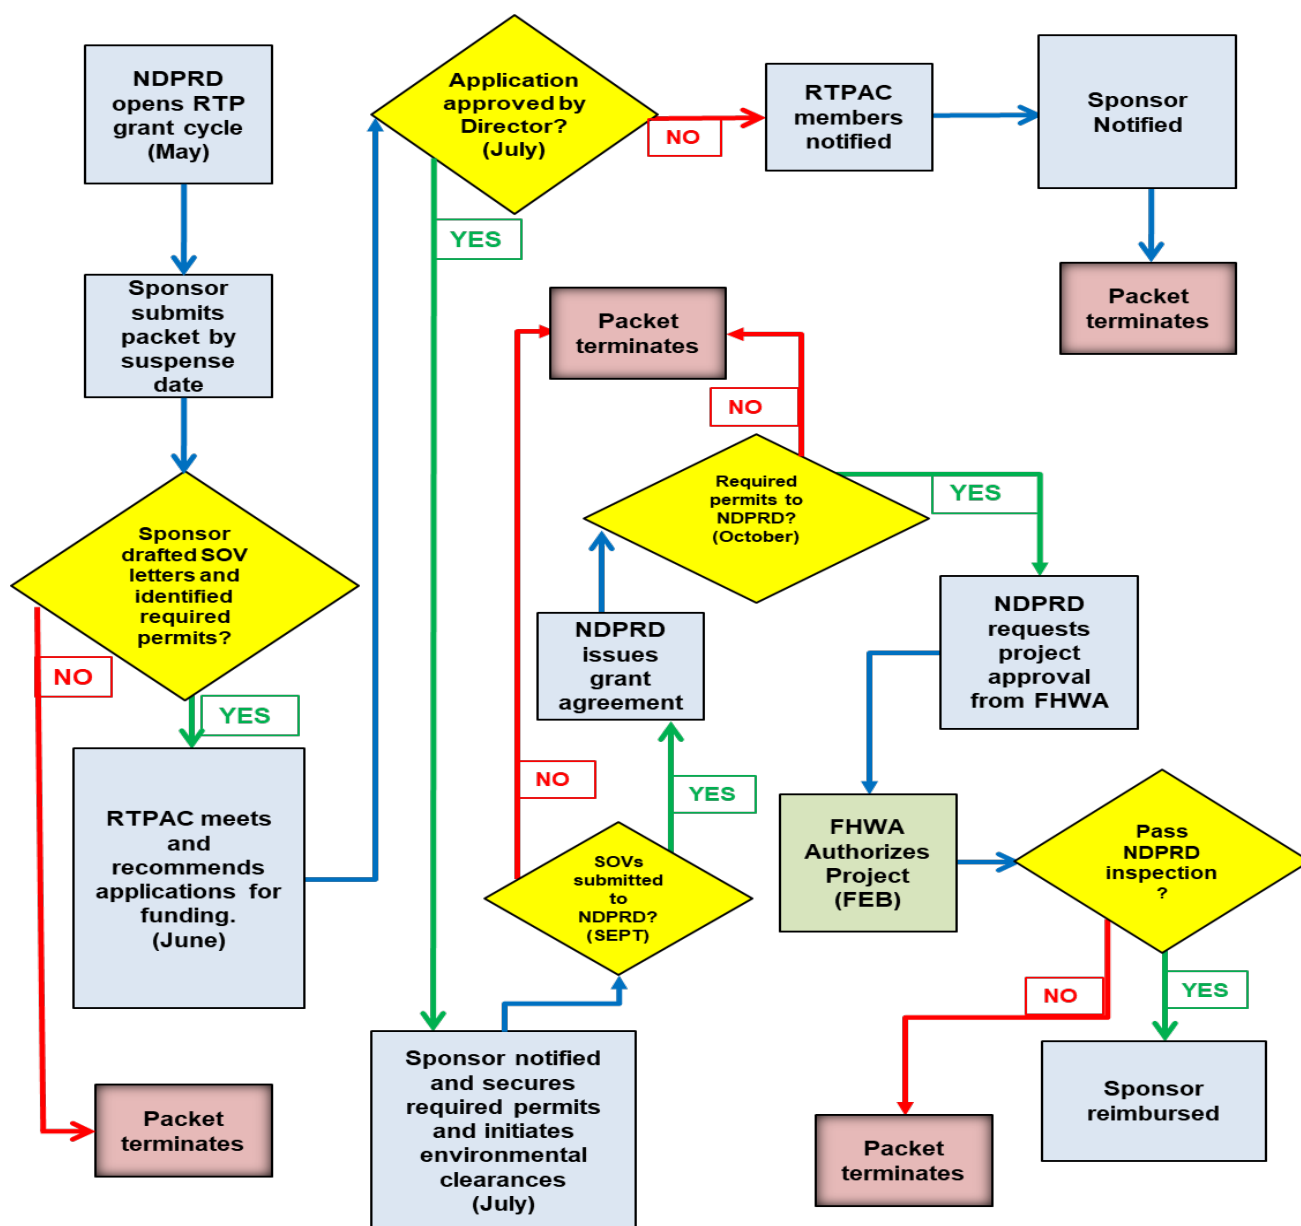 NDPRD
opens RTP
grant cycle
(May)
Sponsor
submits
packet by
suspense
date
Sponsor
drafted SOV
letters and
identified
required
permits?
NO
YES
RTPAC meets
and
recommends
applications for
funding.
(June)
Packet
terminates
Application
approved by
Director?
(July)
NO
RTPAC
members
notified
Sponsor
Notified
Packet
terminates
YES
Sponsor notified
and secures
required permits
and initiates
environmental
clearances
(July)
SOVs
submitted
to
NDPRD?
(SEPT)
NO
Packet
terminates
YES
NDPRD
issues
grant
agreement
Required
permits to
NDPRD?
(October)
NO
YES
NDPRD
requests
project
approval
from FHWA
FHWA
Authorizes
Project
(FEB)
Pass
NDPRD
inspection
?
NO
Packet
terminates
YES
Sponsor
reimbursed